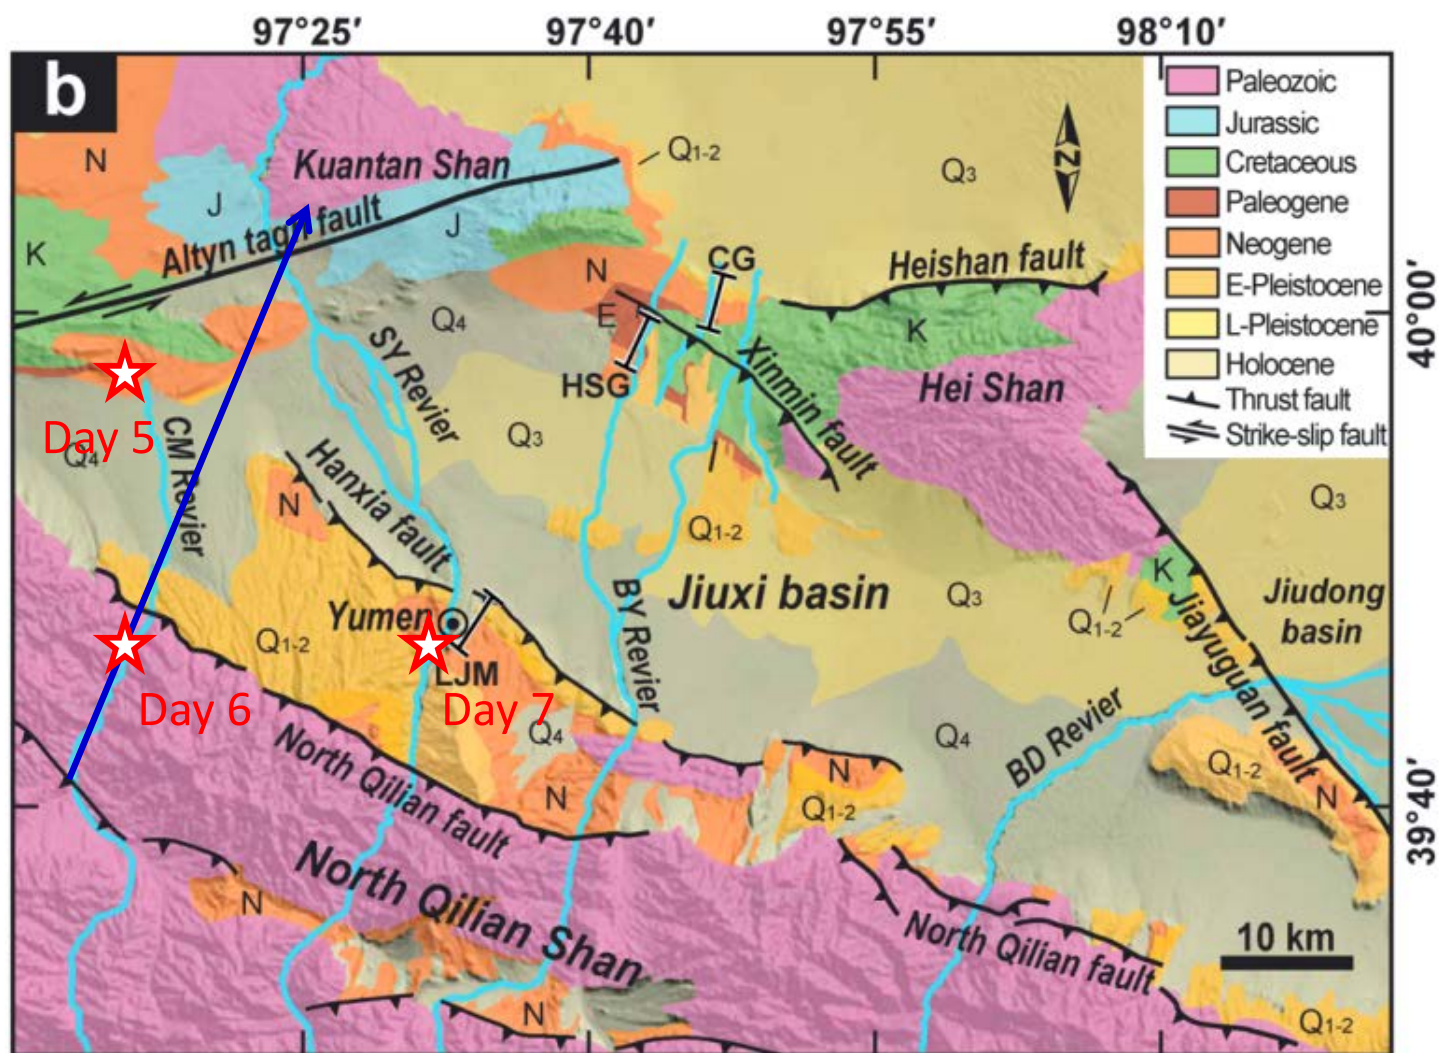 97°25′ 97°40′ 97°55′ 98°10′
b
Paleozoic
Jurassic
Cretaceous
Paleogene
Neogene
E-Pleistocene
L-Pleistocene
Holocene
Thrust fault
Strike-slip fault
N
N
Kuantan Shan
Q1-2
Q3
J
J
K
Altyn tagh fault
N
CG
Heishan fault
40°00′
Q4
E
K
SY Revier
Xinmin fault
HSG
Hei Shan
Day 5
Q4
CM Revier
Q3
Hanxia fault
N
Q3
Q1-2
K
Jiuxi basin
Q3
Jiudong
basin
Yumen
BY Revier
Q1-2
Q1-2
Jiayuguan fault
LJM
Day 6
Day 7
Q4
Q4
BD Revier
North Qilian fault
N
Q1-2
N
Q1-2
N
39°40′
North Qilian Shan
N
North Qilian fault
10 km
N
Q1-2